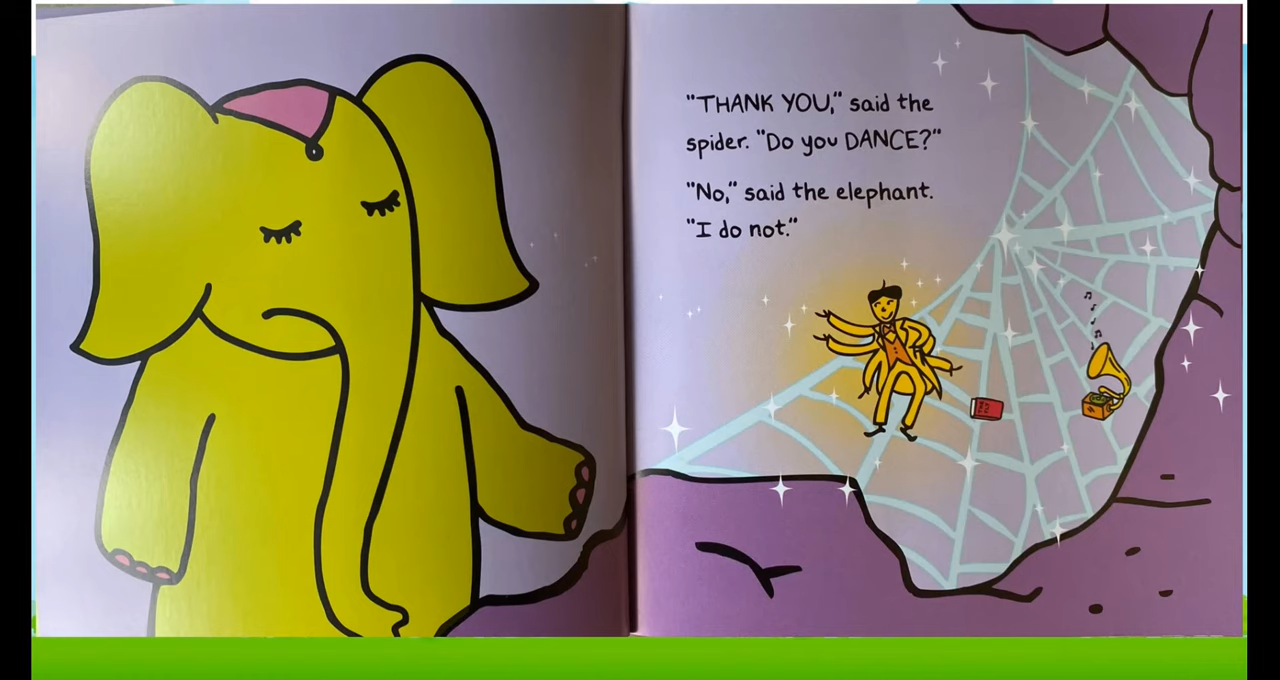 "THANK YOU," said the
spider. "Do you DANCE?"
"No," said the elephant.
"I do not."